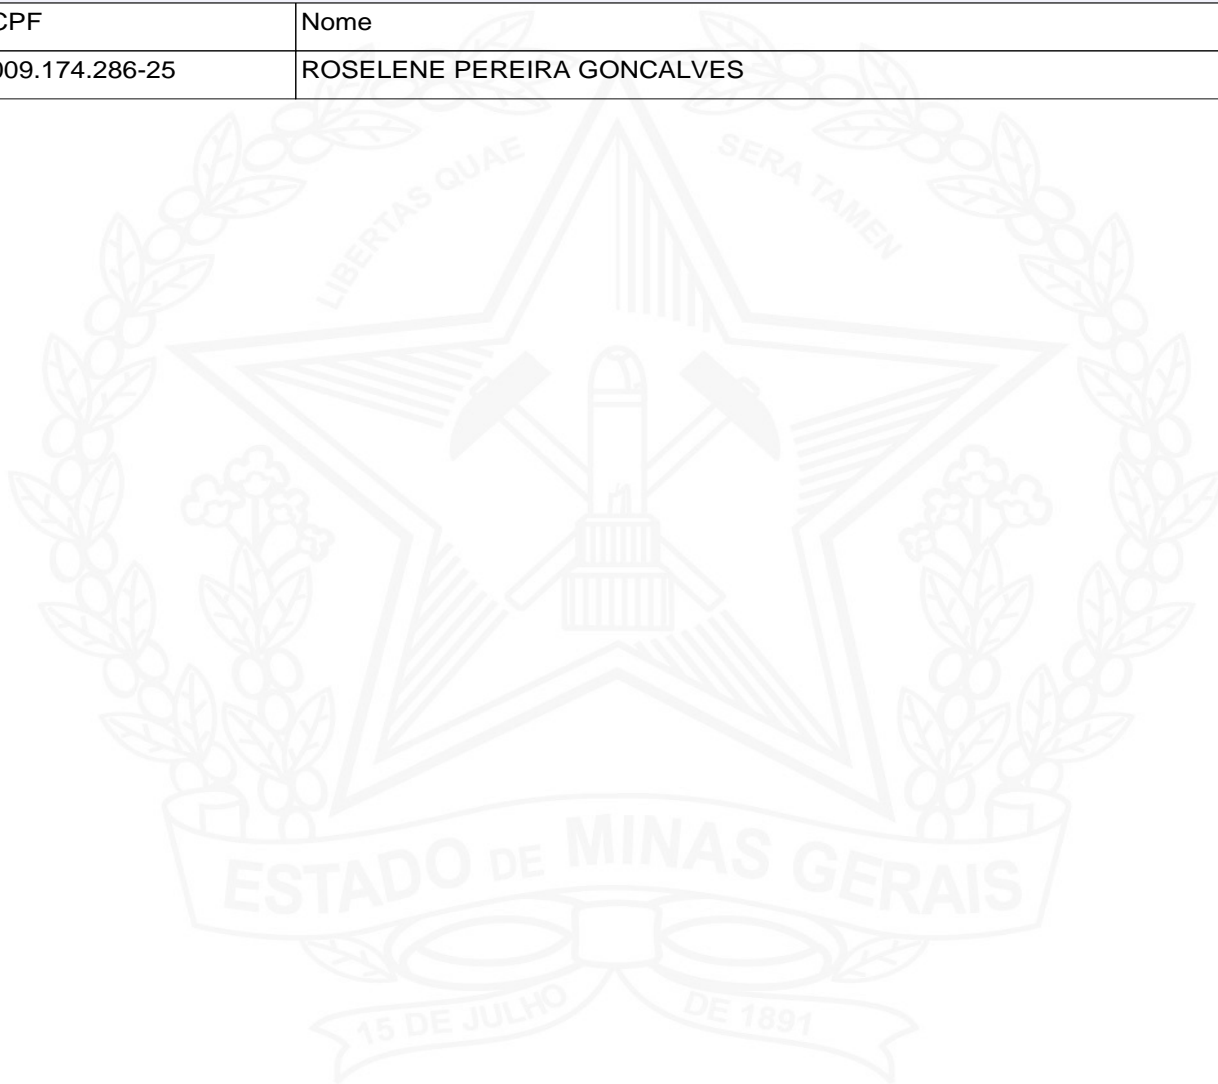 CPF Nome
009.174.286-25 ROSELENE PEREIRA GONCALVES
LIBERTAS QUAE SERA TAMEN
ESTADO DE MINAS GERAIS
15 DE JULHO DE 1891